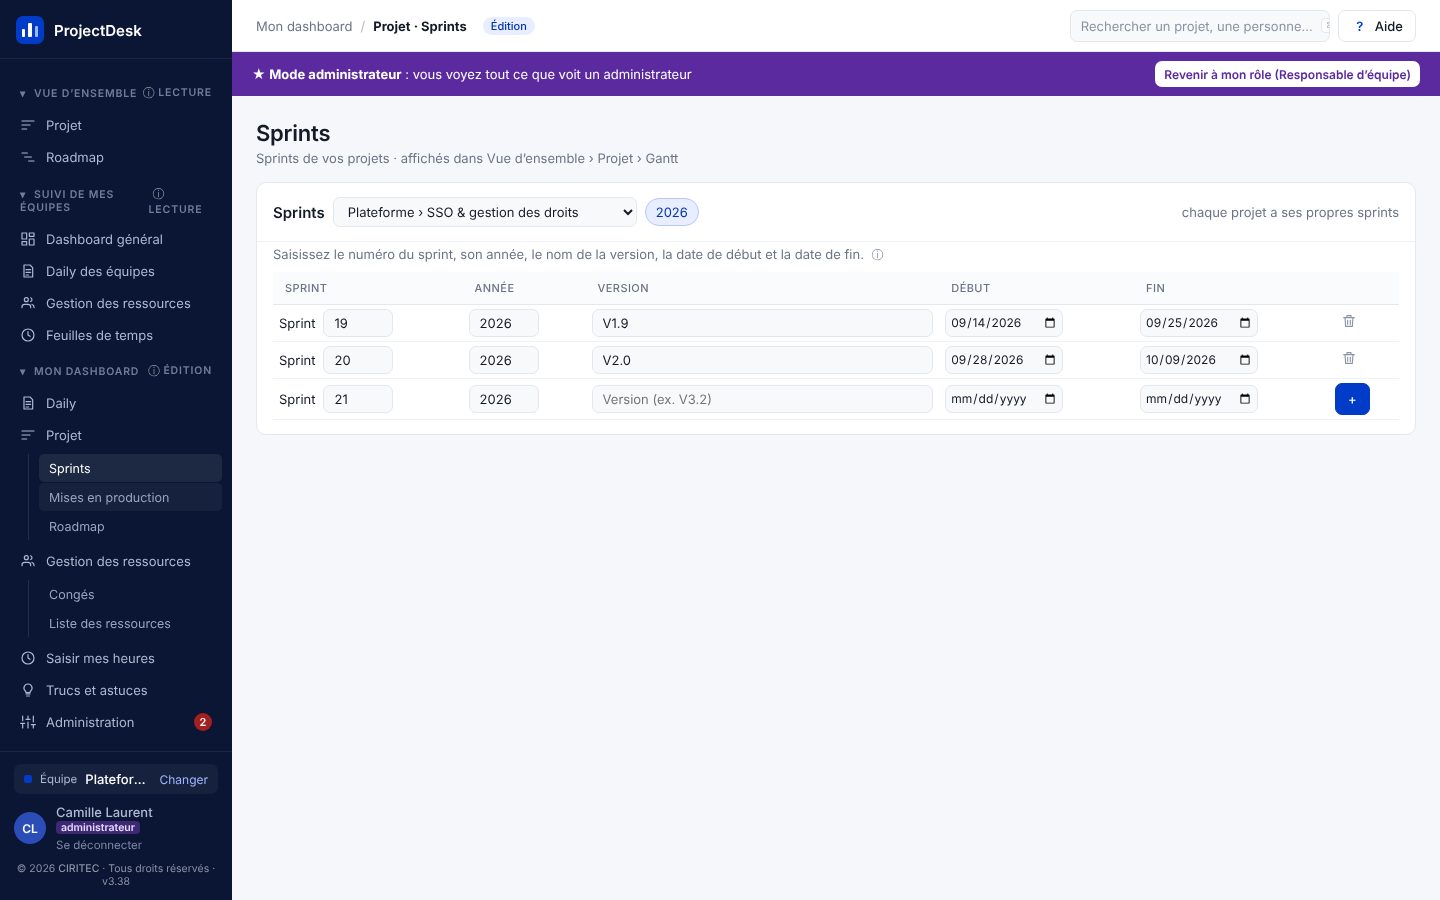 ProjectDesk
▾ VUE D’ENSEMBLE ⓘ LECTURE
Projet
Roadmap
▾ SUIVI DE MES ÉQUIPES ⓘ LECTURE
Dashboard général
Daily des équipes
Gestion des ressources
Feuilles de temps
▾ MON DASHBOARD ⓘ ÉDITION
Daily
Projet
Sprints
Mises en production
Roadmap
Gestion des ressources
Congés
Liste des ressources
Saisir mes heures
Trucs et astuces
Administration 2
Équipe Platefor... Changer
CL Camille Laurent
administrateur
Se déconnecter
© 2026 CIRITEC · Tous droits réservés ·
v3.38
Mon dashboard / Projet · Sprints Édition
Rechercher un projet, une personne... ? Aide
★ Mode administrateur : vous voyez tout ce que voit un administrateur Revenir à mon rôle (Responsable d’équipe)
Sprints
Sprints de vos projets · affichés dans Vue d’ensemble › Projet › Gantt
Sprints Plateforme › SSO & gestion des droits 2026 chaque projet a ses propres sprints
Saisissez le numéro du sprint, son année, le nom de la version, la date de début et la date de fin. ⓘ
SPRINT ANNÉE VERSION DÉBUT FIN
Sprint 19 2026 V1.9 09/14/2026 09/25/2026
Sprint 20 2026 V2.0 09/28/2026 10/09/2026
Sprint 21 2026 Version (ex. V3.2) mm/dd/yyyy mm/dd/yyyy +